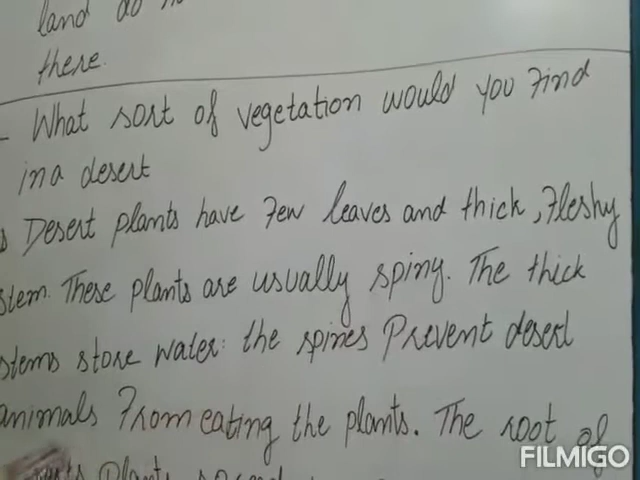 land do
there.
What sort of vegetation would you Find
in a desert
Desert plants have Few leaves and thick, Fleshy
stem. These plants are usually spiny. The thick
stems store water: the spines Prevent desert
animals From eating the plants. The root of
Plants
FILMIGO